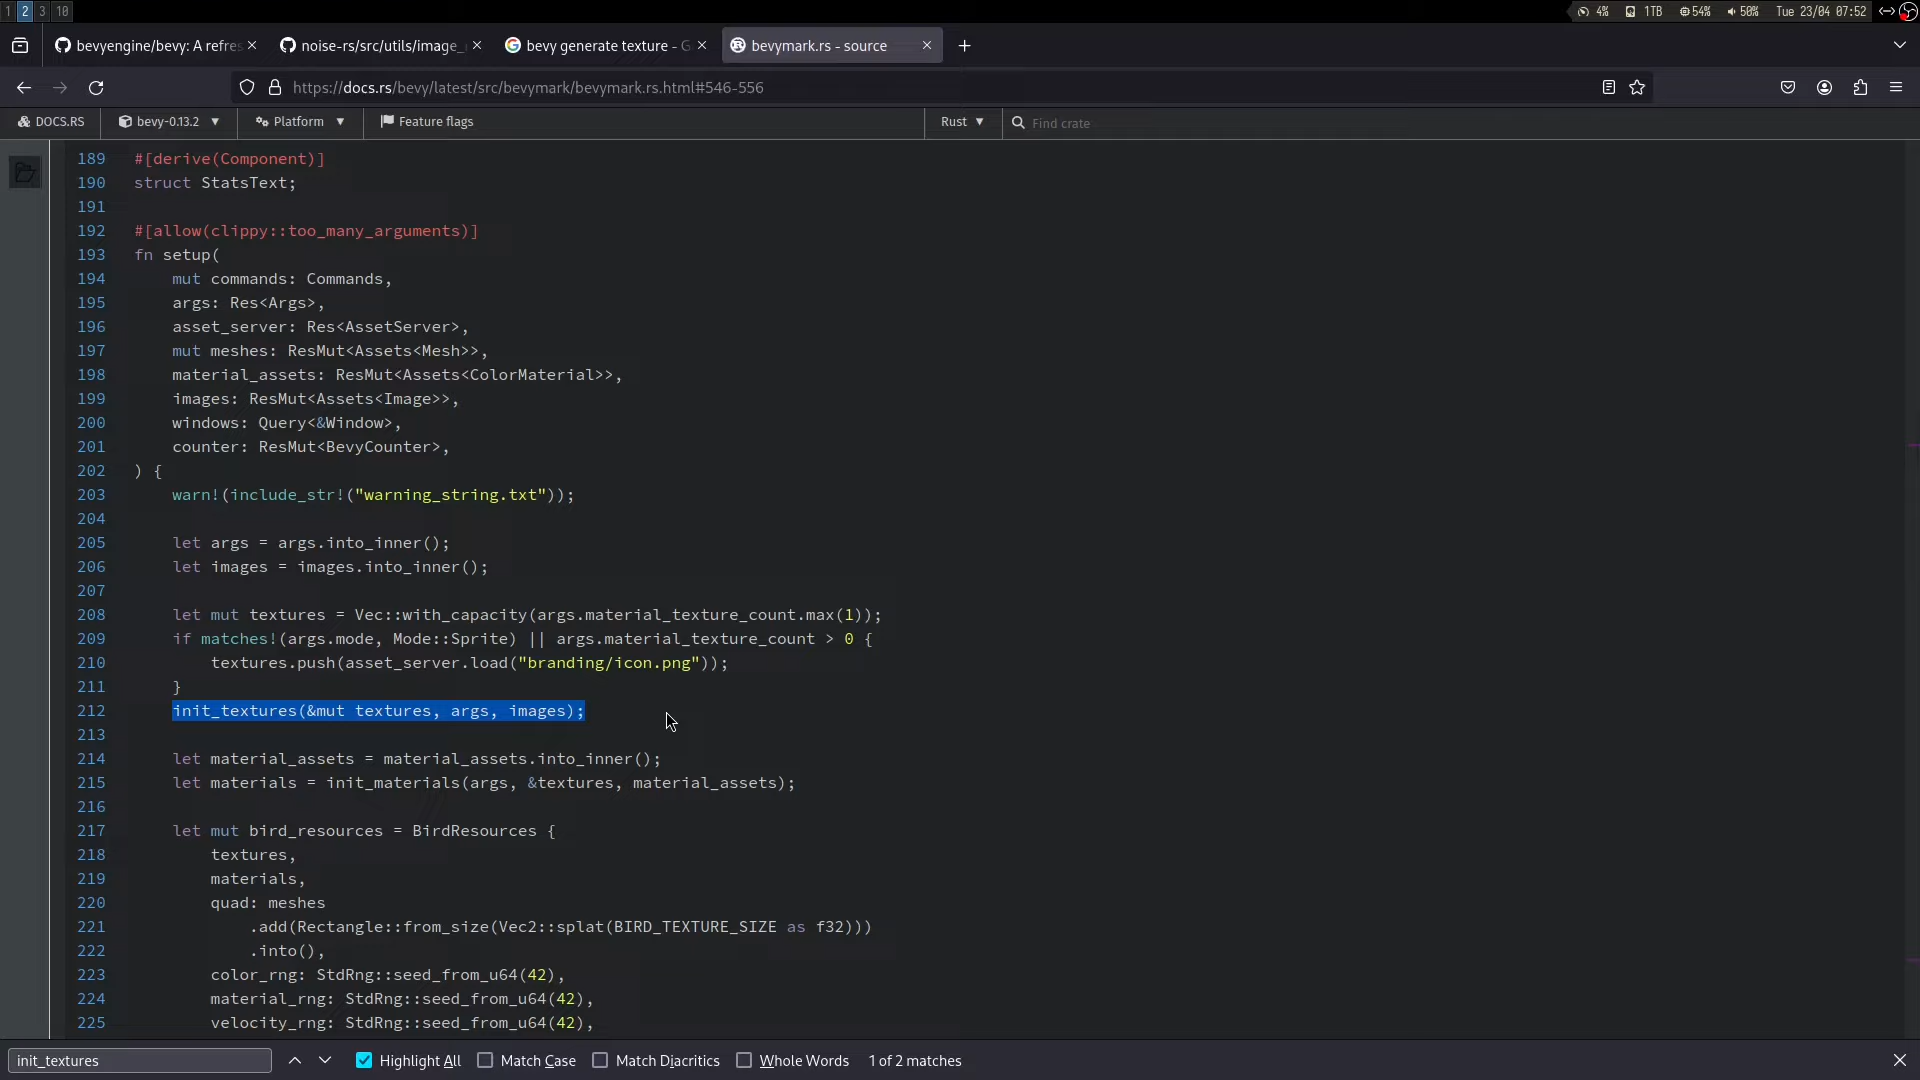 1 2 3 10
4% 1TB 54% 50% Tue 23/04 07:52
bevyengine/bevy: A refres
noise-rs/src/utils/image_
bevy generate texture - G
bevymark.rs - source
https://docs.rs/bevy/latest/src/bevymark/bevymark.rs.html#546-556
DOCS.RS bevy-0.13.2 Platform Feature flags Rust Find crate
189 #[derive(Component)]
190 struct StatsText;
191
192 #[allow(clippy::too_many_arguments)]
193 fn setup(
194 mut commands: Commands,
195 args: Res<Args>,
196 asset_server: Res<AssetServer>,
197 mut meshes: ResMut<Assets<Mesh>>,
198 material_assets: ResMut<Assets<ColorMaterial>>,
199 images: ResMut<Assets<Image>>,
200 windows: Query<&Window>,
201 counter: ResMut<BevyCounter>,
202 ) {
203 warn!(include_str!("warning_string.txt"));
204
205 let args = args.into_inner();
206 let images = images.into_inner();
207
208 let mut textures = Vec::with_capacity(args.material_texture_count.max(1));
209 if matches!(args.mode, Mode::Sprite) || args.material_texture_count > 0 {
210 textures.push(asset_server.load("branding/icon.png"));
211 }
212 init_textures(&mut textures, args, images);
213
214 let material_assets = material_assets.into_inner();
215 let materials = init_materials(args, &textures, material_assets);
216
217 let mut bird_resources = BirdResources {
218 textures,
219 materials,
220 quad: meshes
221 .add(Rectangle::from_size(Vec2::splat(BIRD_TEXTURE_SIZE as f32)))
222 .into(),
223 color_rng: StdRng::seed_from_u64(42),
224 material_rng: StdRng::seed_from_u64(42),
225 velocity_rng: StdRng::seed_from_u64(42),
init_textures Highlight All Match Case Match Diacritics Whole Words 1 of 2 matches